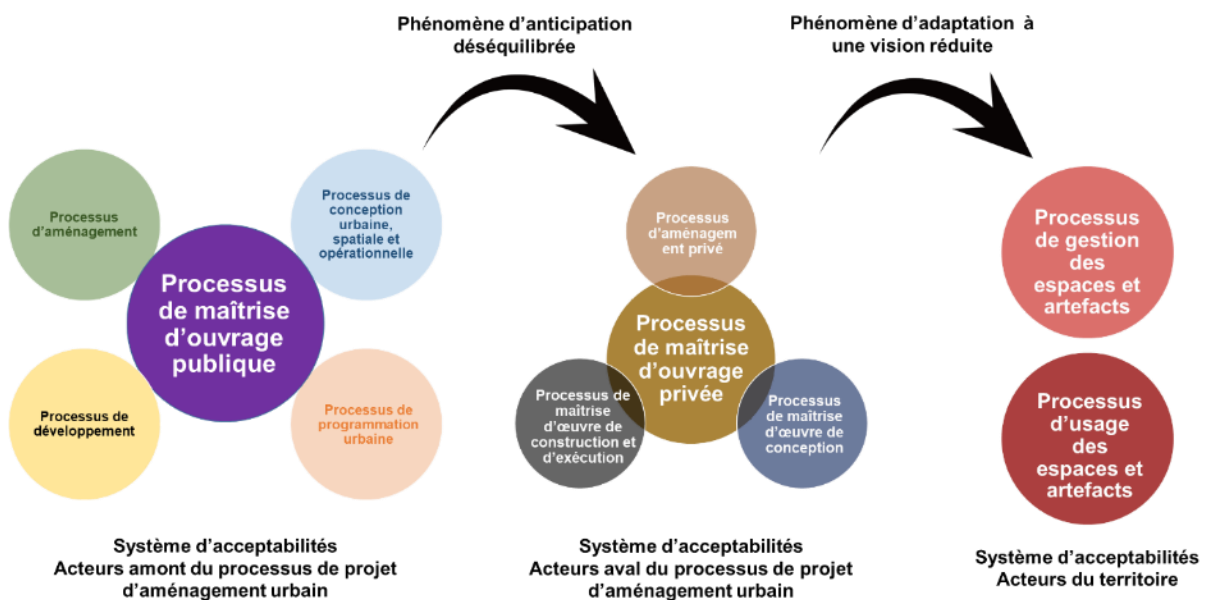 Phénomène d'anticipation
déséquilibrée
Phénomène d'adaptation à
une vision réduite
Processus
d'aménagement
Processus de
conception
urbaine,
spatiale et
opérationnelle
Processus
de maîtrise
d'ouvrage
publique
Processus de
développement
Processus de
programmation
urbaine
Système d'acceptabilités
Acteurs amont du processus de projet
d'aménagement urbain
Processus
d'aménagem
ent privé
Processus
de maîtrise
d'ouvrage
privée
Processus de
maîtrise
d'œuvre de
construction et
d'exécution
Processus
de maîtrise
d'œuvre de
conception
Système d'acceptabilités
Acteurs aval du processus de projet
d'aménagement urbain
Processus
de gestion
des
espaces et
artefacts
Processus
d'usage
des
espaces et
artefacts
Système d'acceptabilités
Acteurs du territoire